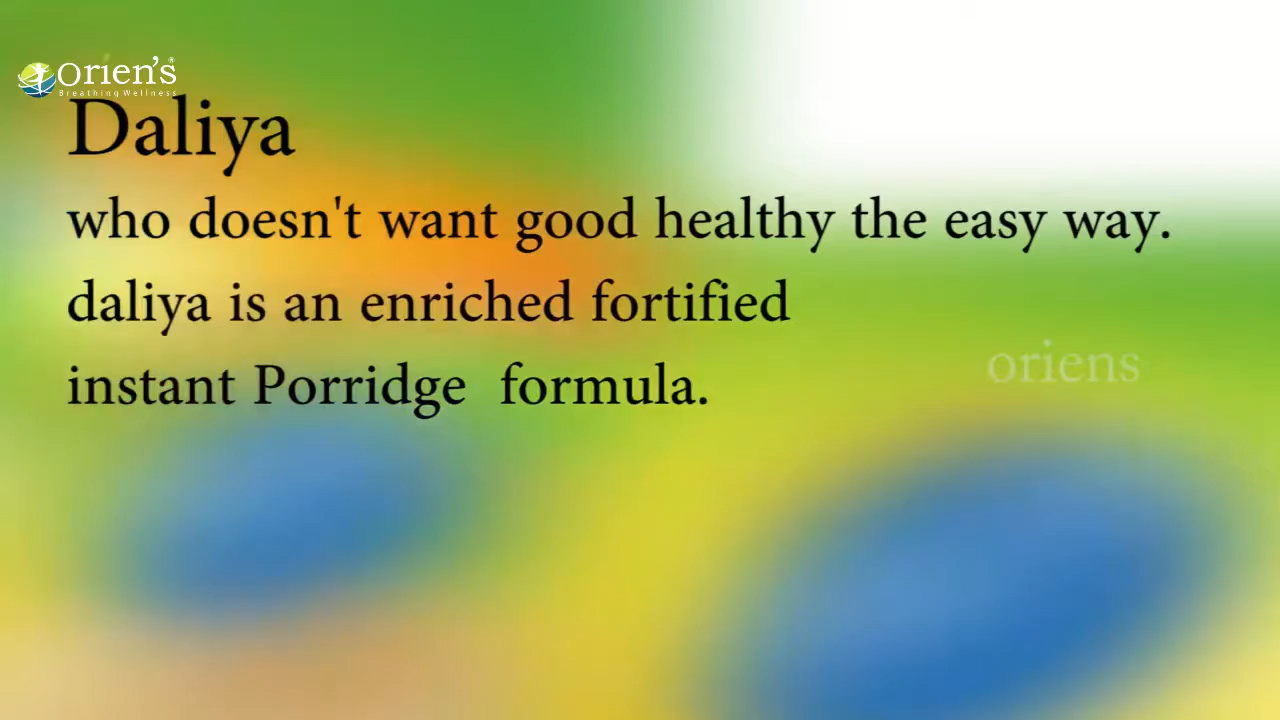 Orien's®
Breathing Wellness
Daliya
who doesn't want good healthy the easy way.
daliya is an enriched fortified
oriens
instant Porridge formula.